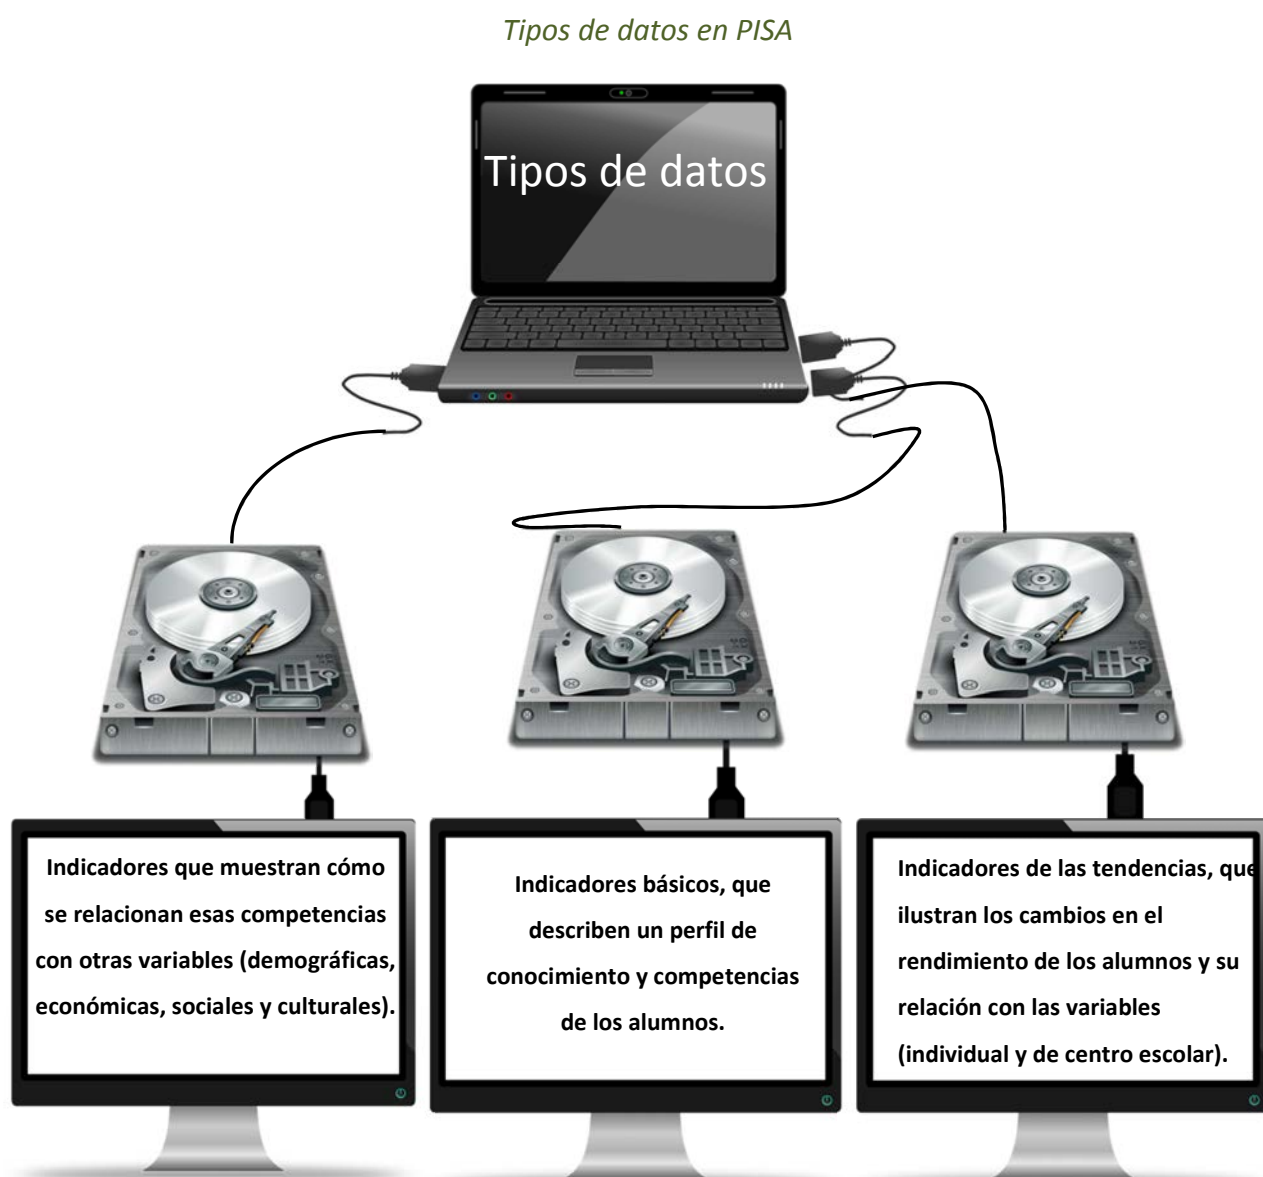 Tipos de datos en PISA
Tipos de datos
Indicadores que muestran cómo
se relacionan esas competencias
con otras variables (demográficas,
económicas, sociales y culturales).
Indicadores básicos, que
describen un perfil de
conocimiento y competencias
de los alumnos.
Indicadores de las tendencias, que
ilustran los cambios en el
rendimiento de los alumnos y su
relación con las variables
(individual y de centro escolar).